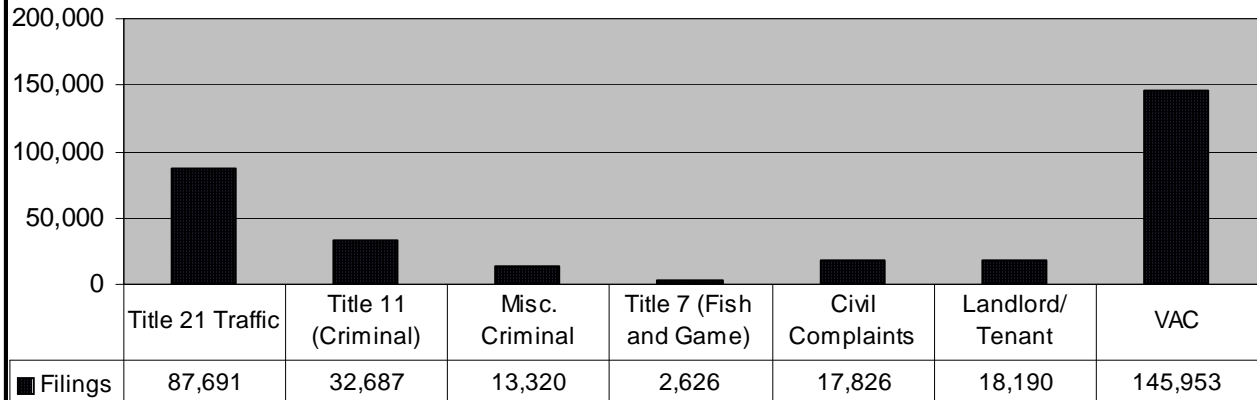 200,000
150,000
100,000
50,000
0
Title 21 Traffic
Title 11 (Criminal)
Misc. Criminal
Title 7 (Fish and Game)
Civil Complaints
Landlord/ Tenant
VAC
Filings 87,691 32,687 13,320 2,626 17,826 18,190 145,953